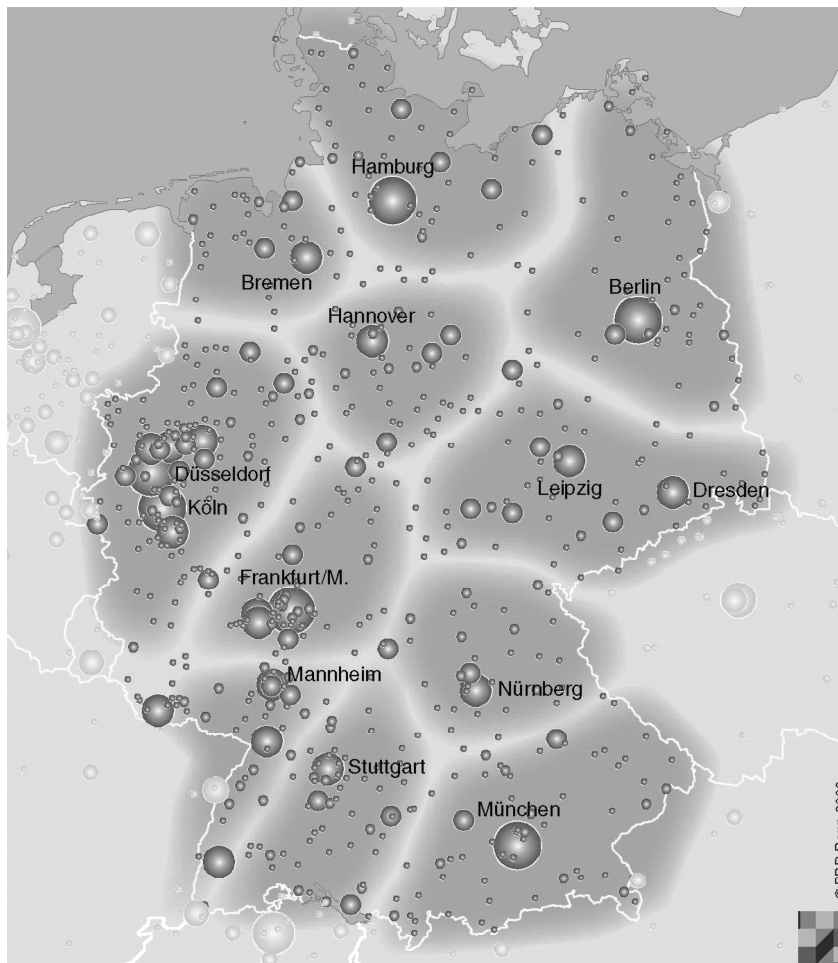 Hamburg
Bremen
Berlin
Hannover
Düsseldorf
Leipzig
Dresden
Köln
Frankfurt/M.
Mannheim
Nürnberg
Stuttgart
München